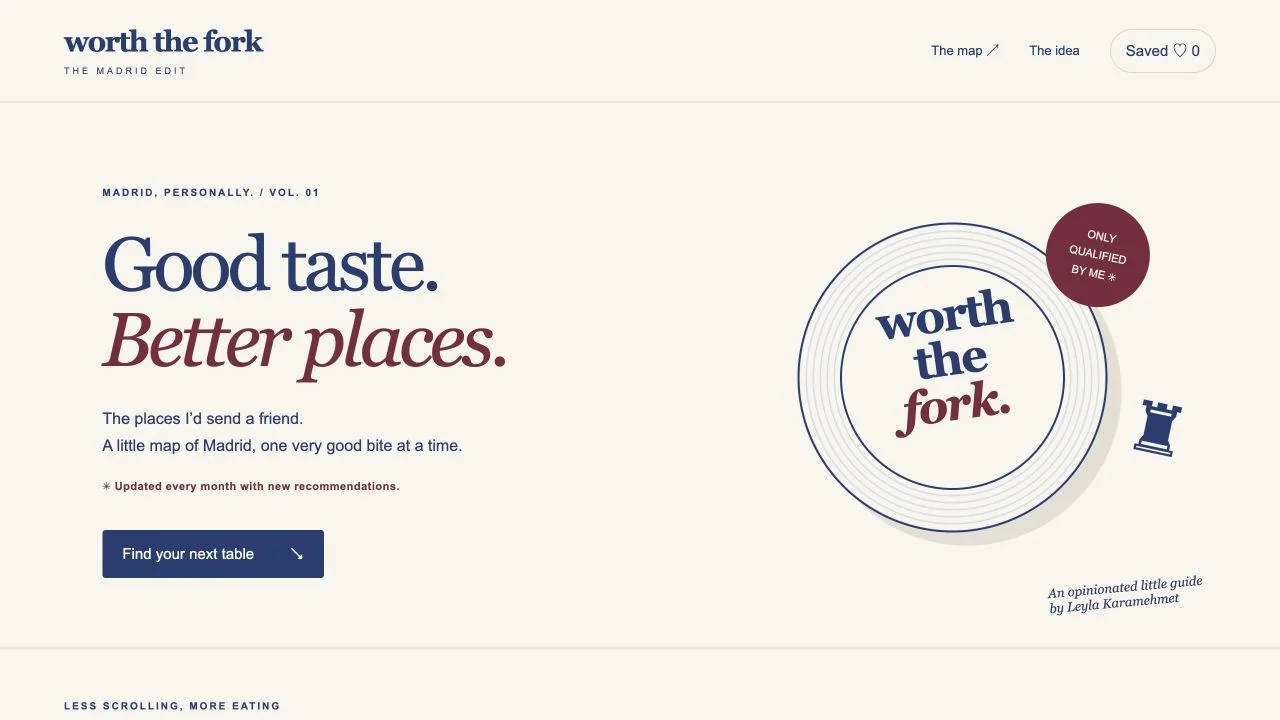 worth the fork
THE MADRID EDIT
The map ↗
The idea
Saved ♡ 0
MADRID, PERSONALLY. / VOL. 01
Good taste.
Better places.
The places I’d send a friend.
A little map of Madrid, one very good bite at a time.
✳ Updated every month with new recommendations.
Find your next table ↘
ONLY
QUALIFIED
BY ME ✳
worth
the
fork.
An opinionated little guide
by Leyla Karamehmet
LESS SCROLLING, MORE EATING